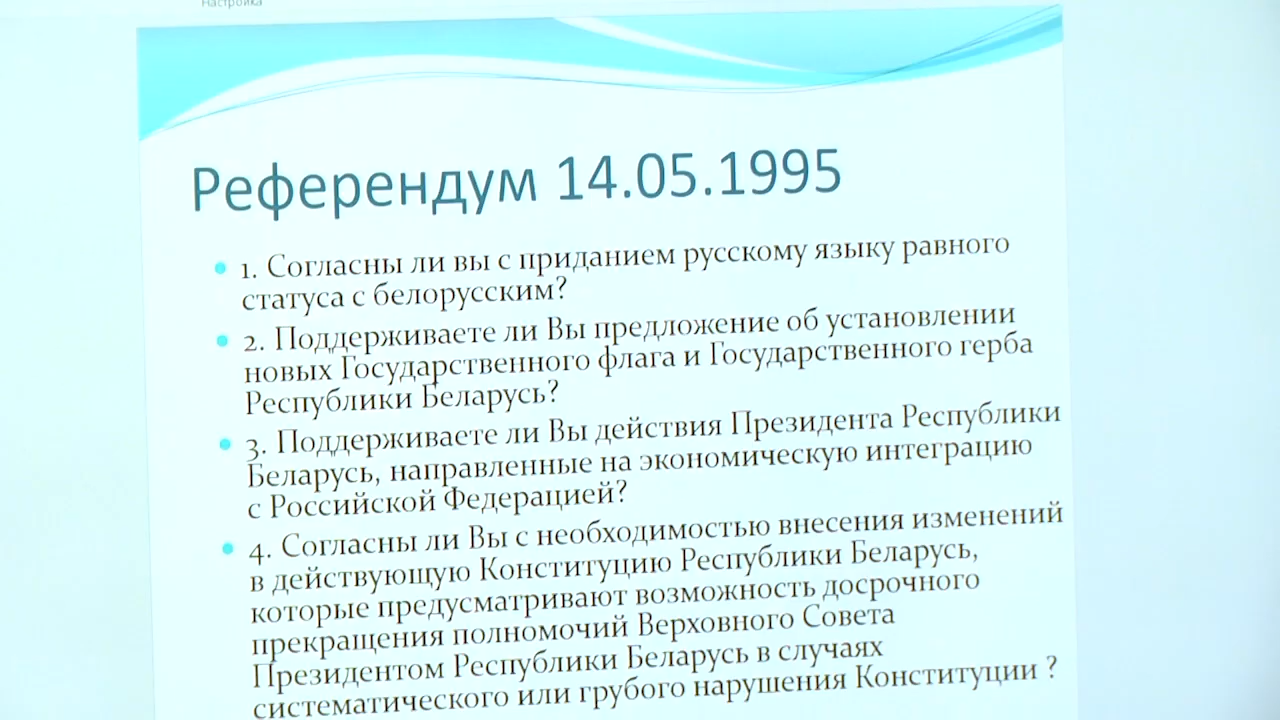 Настройка
Референдум 14.05.1995
1. Согласны ли вы с приданием русскому языку равного
статуса с белорусским?
2. Поддерживаете ли Вы предложение об установлении
новых Государственного флага и Государственного герба
Республики Беларусь?
3. Поддерживаете ли Вы действия Президента Республики
Беларусь, направленные на экономическую интеграцию
с Российской Федерацией?
4. Согласны ли Вы с необходимостью внесения изменений
в действующую Конституцию Республики Беларусь,
которые предусматривают возможность досрочного
прекращения полномочий Верховного Совета
Президентом Республики Беларусь в случаях
систематического или грубого нарушения Конституции ?